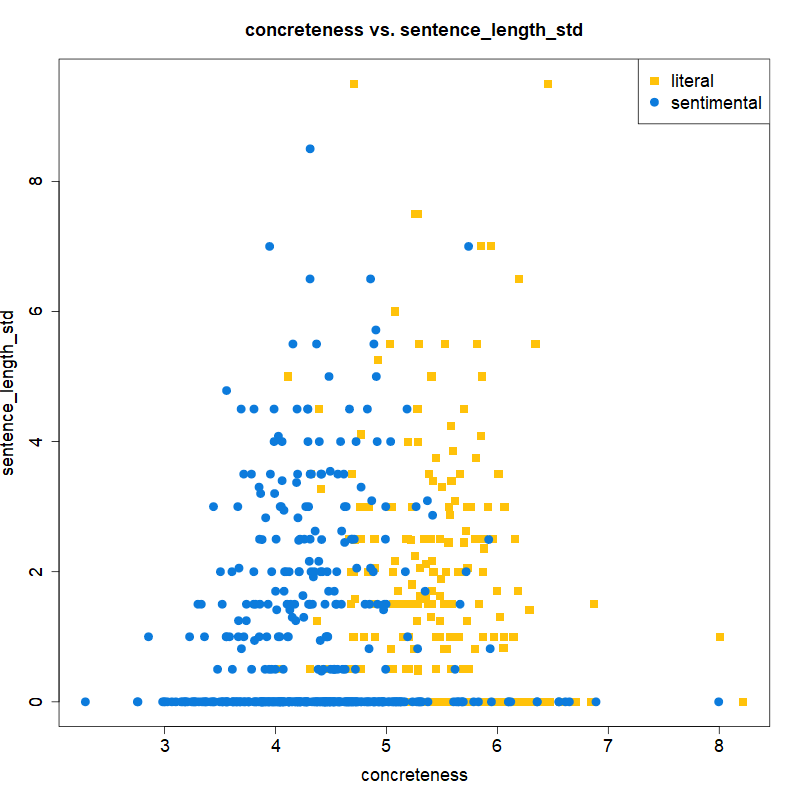 concreteness vs. sentence_length_std
literal
sentimental
8
6
4
2
0
sentence_length_std
3 4 5 6 7 8
concreteness